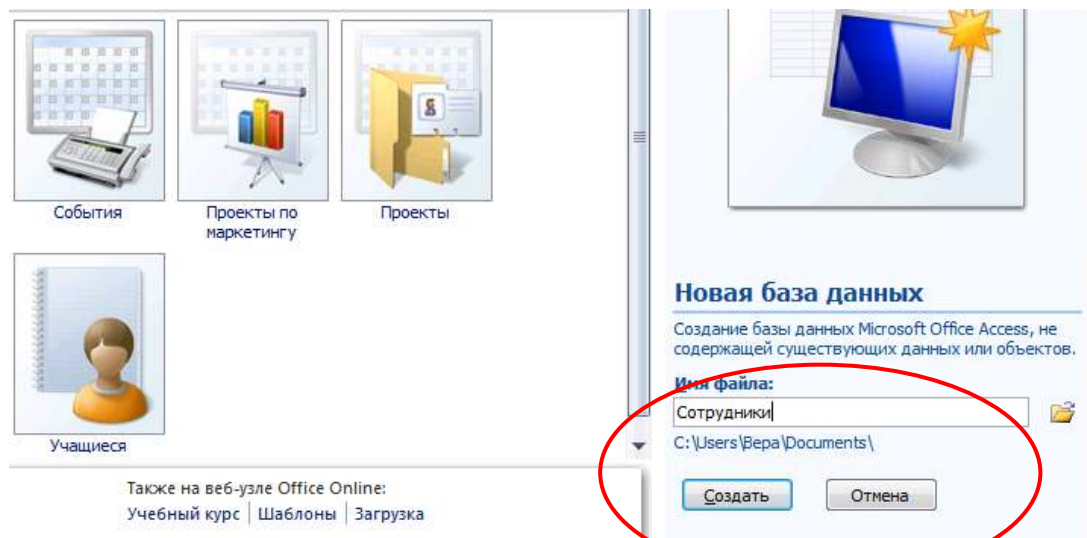 События
Проекты по
маркетингу
Проекты
Учащиеся
Также на веб-узле Office Online:
Учебный курс | Шаблоны | Загрузка
Новая база данных
Создание базы данных Microsoft Office Access, не
содержащей существующих данных или объектов.
Имя файла:
Сотрудники
C:\Users\Вера\Documents\
Создать
Отмена